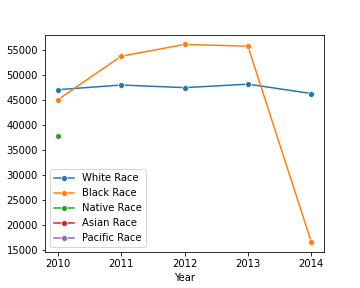 55000
50000
45000
40000
35000
30000
25000
20000
15000
White Race
Black Race
Native Race
Asian Race
Pacific Race
2010 2011 2012 2013 2014
Year